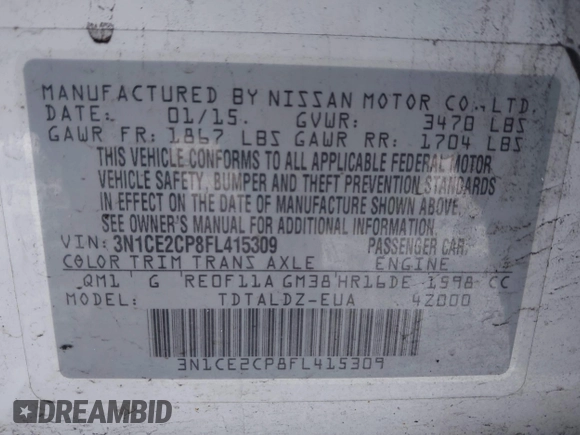 MANUFACTURED BY NISSAN MOTOR CO., LTD.
DATE: 01/15. GVWR: 3470 LBS
GAWR FR: 1867 LBS GAWR RR: 1704 LBS
THIS VEHICLE CONFORMS TO ALL APPLICABLE FEDERAL MOTOR
VEHICLE SAFETY, BUMPER AND THEFT PREVENTION STANDARDS
IN EFFECT ON THE DATE OF MANUFACTURE SHOWN ABOVE.
SEE OWNER'S MANUAL FOR ADDITIONAL INFORMATION.
VIN: 3N1CE2CP8FL415309 PASSENGER CAR
COLOR TRIM TRANS AXLE ENGINE
QM1 G RE0F11A GM38 HR16DE 1598 CC
MODEL: TDTALDZ-EUA 4Z000
3N1CE2CP8FL415309
DREAMBID